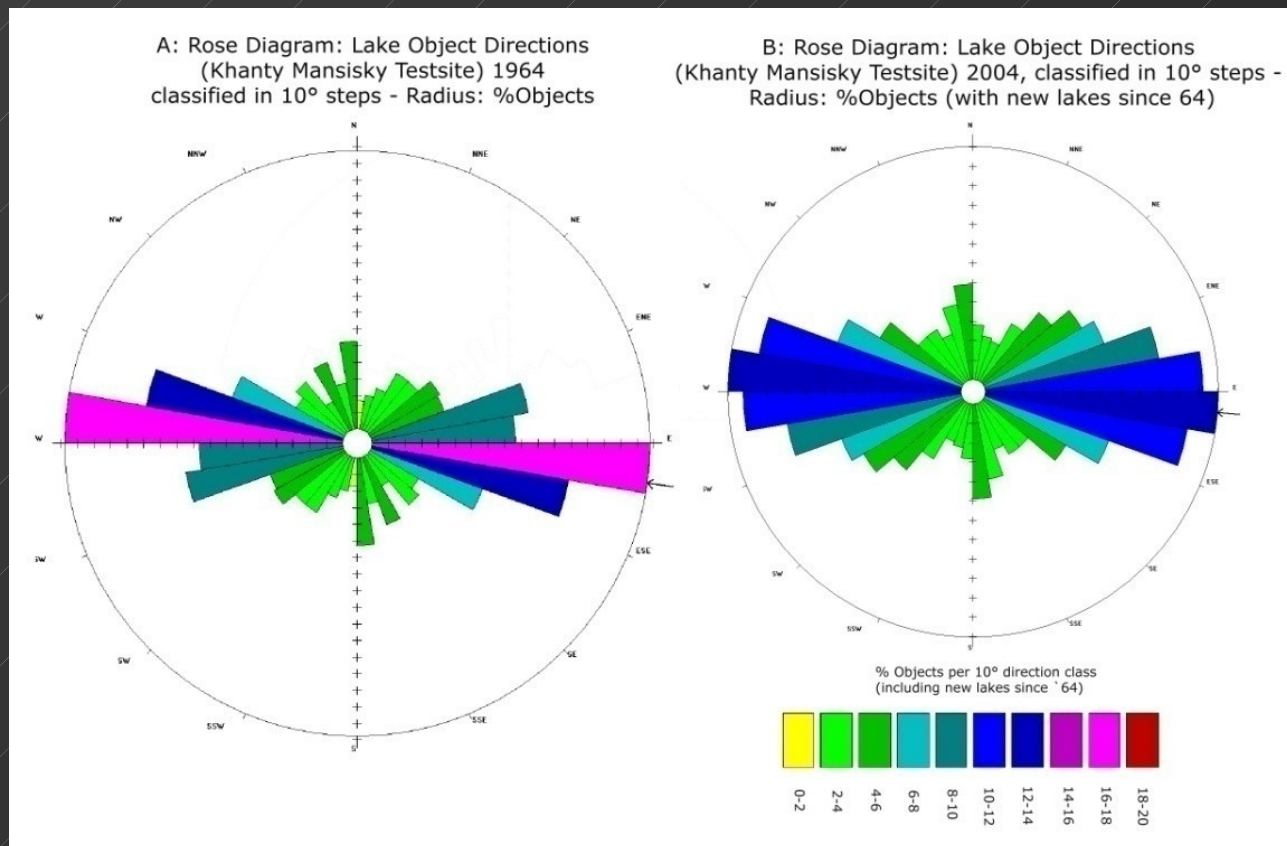 A: Rose Diagram: Lake Object Directions
(Khanty Mansisky Testsite) 1964
classified in 10° steps - Radius: %Objects
N
NNW
NNE
NW
NE
W
ENE
W
E
ESE
SW
SW
SE
SSW
SSE
S
B: Rose Diagram: Lake Object Directions
(Khanty Mansisky Testsite) 2004, classified in 10° steps -
Radius: %Objects (with new lakes since 64)
N
NNW
NNE
NW
NE
W
ENE
W
E
SW
ESE
SW
SE
SSW
SSE
S
% Objects per 10° direction class
(including new lakes since `64)
0-2
2-4
4-6
6-8
8-10
10-12
12-14
14-16
16-18
18-20